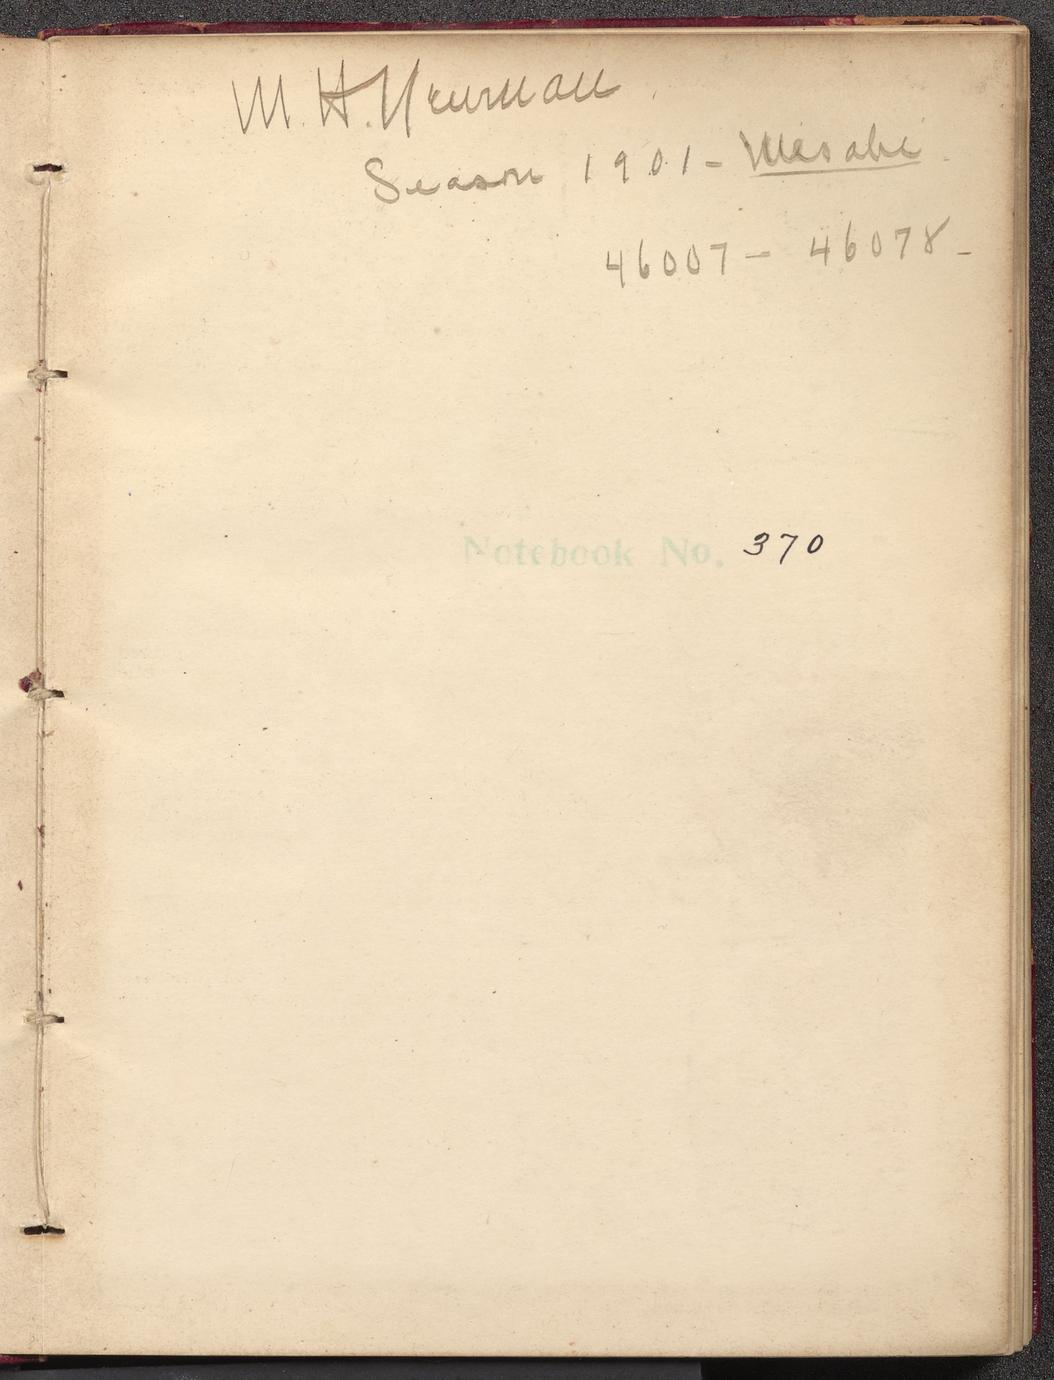 M. H. Newman
Season 1901 - Mesabi
46007 - 46078 -
Notebook No. 370